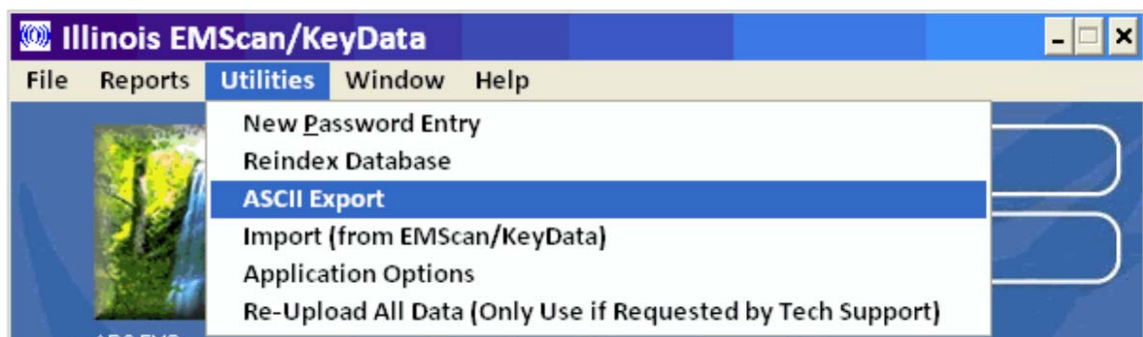 Illinois EMScan/KeyData
File Reports Utilities Window Help
New Password Entry
Reindex Database
ASCII Export
Import (from EMScan/KeyData)
Application Options
Re-Upload All Data (Only Use if Requested by Tech Support)